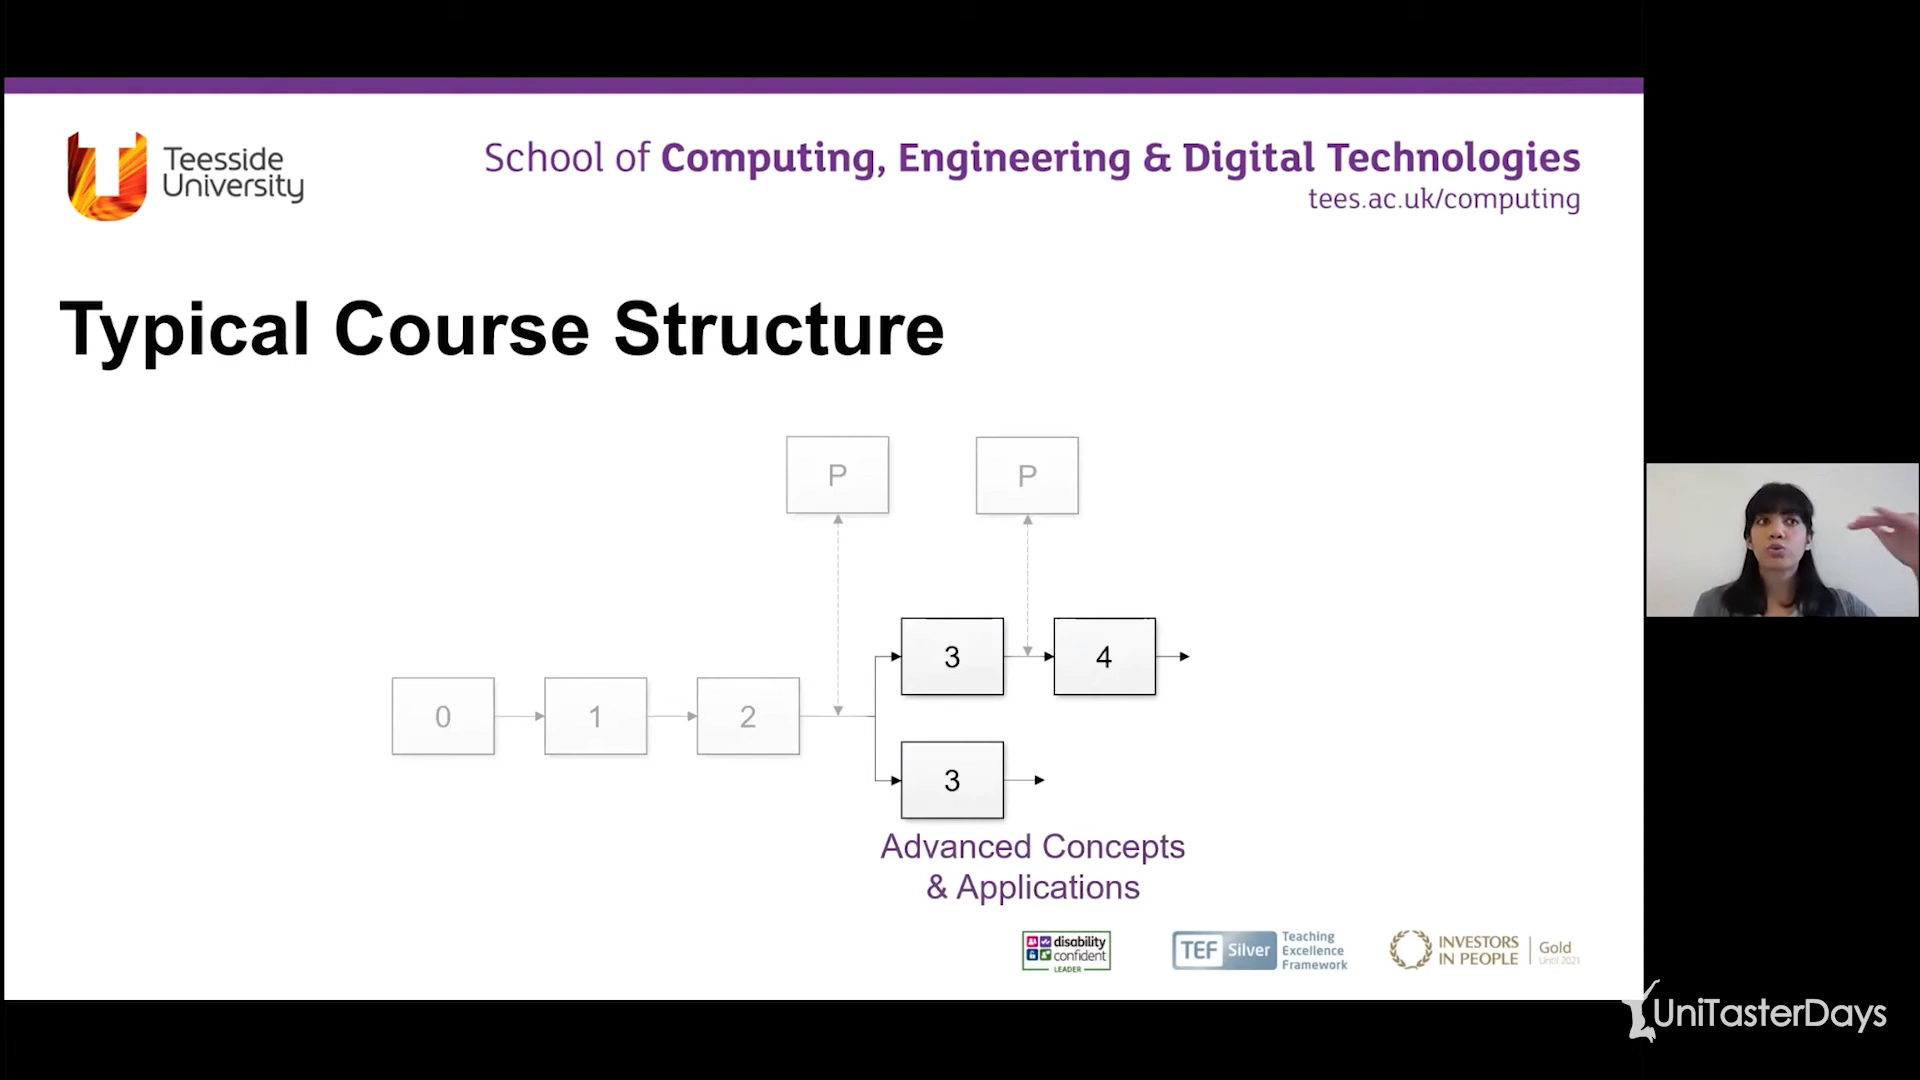 Teesside
University
School of Computing, Engineering & Digital Technologies
tees.ac.uk/computing
Typical Course Structure
P
P
3
4
0
1
2
3
Advanced Concepts
& Applications
disability
confident
LEADER
TEF Silver
Teaching
Excellence
Framework
INVESTORS
IN PEOPLE
Gold
Until 2021
UniTasterDays